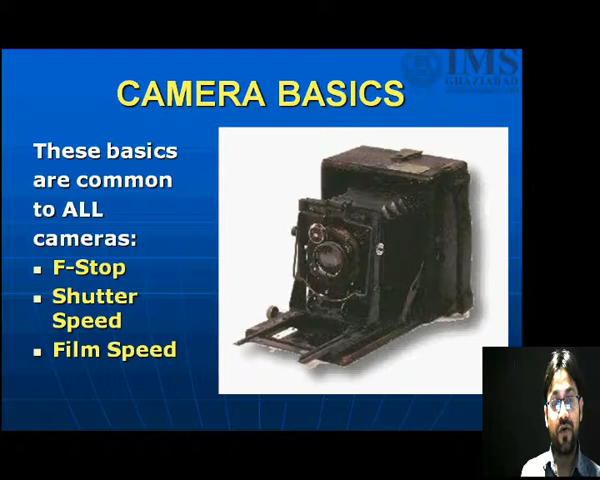 IMS
GHAZIABAD
CAMERA BASICS
These basics
are common
to ALL
cameras:
F-Stop
Shutter
Speed
Film Speed